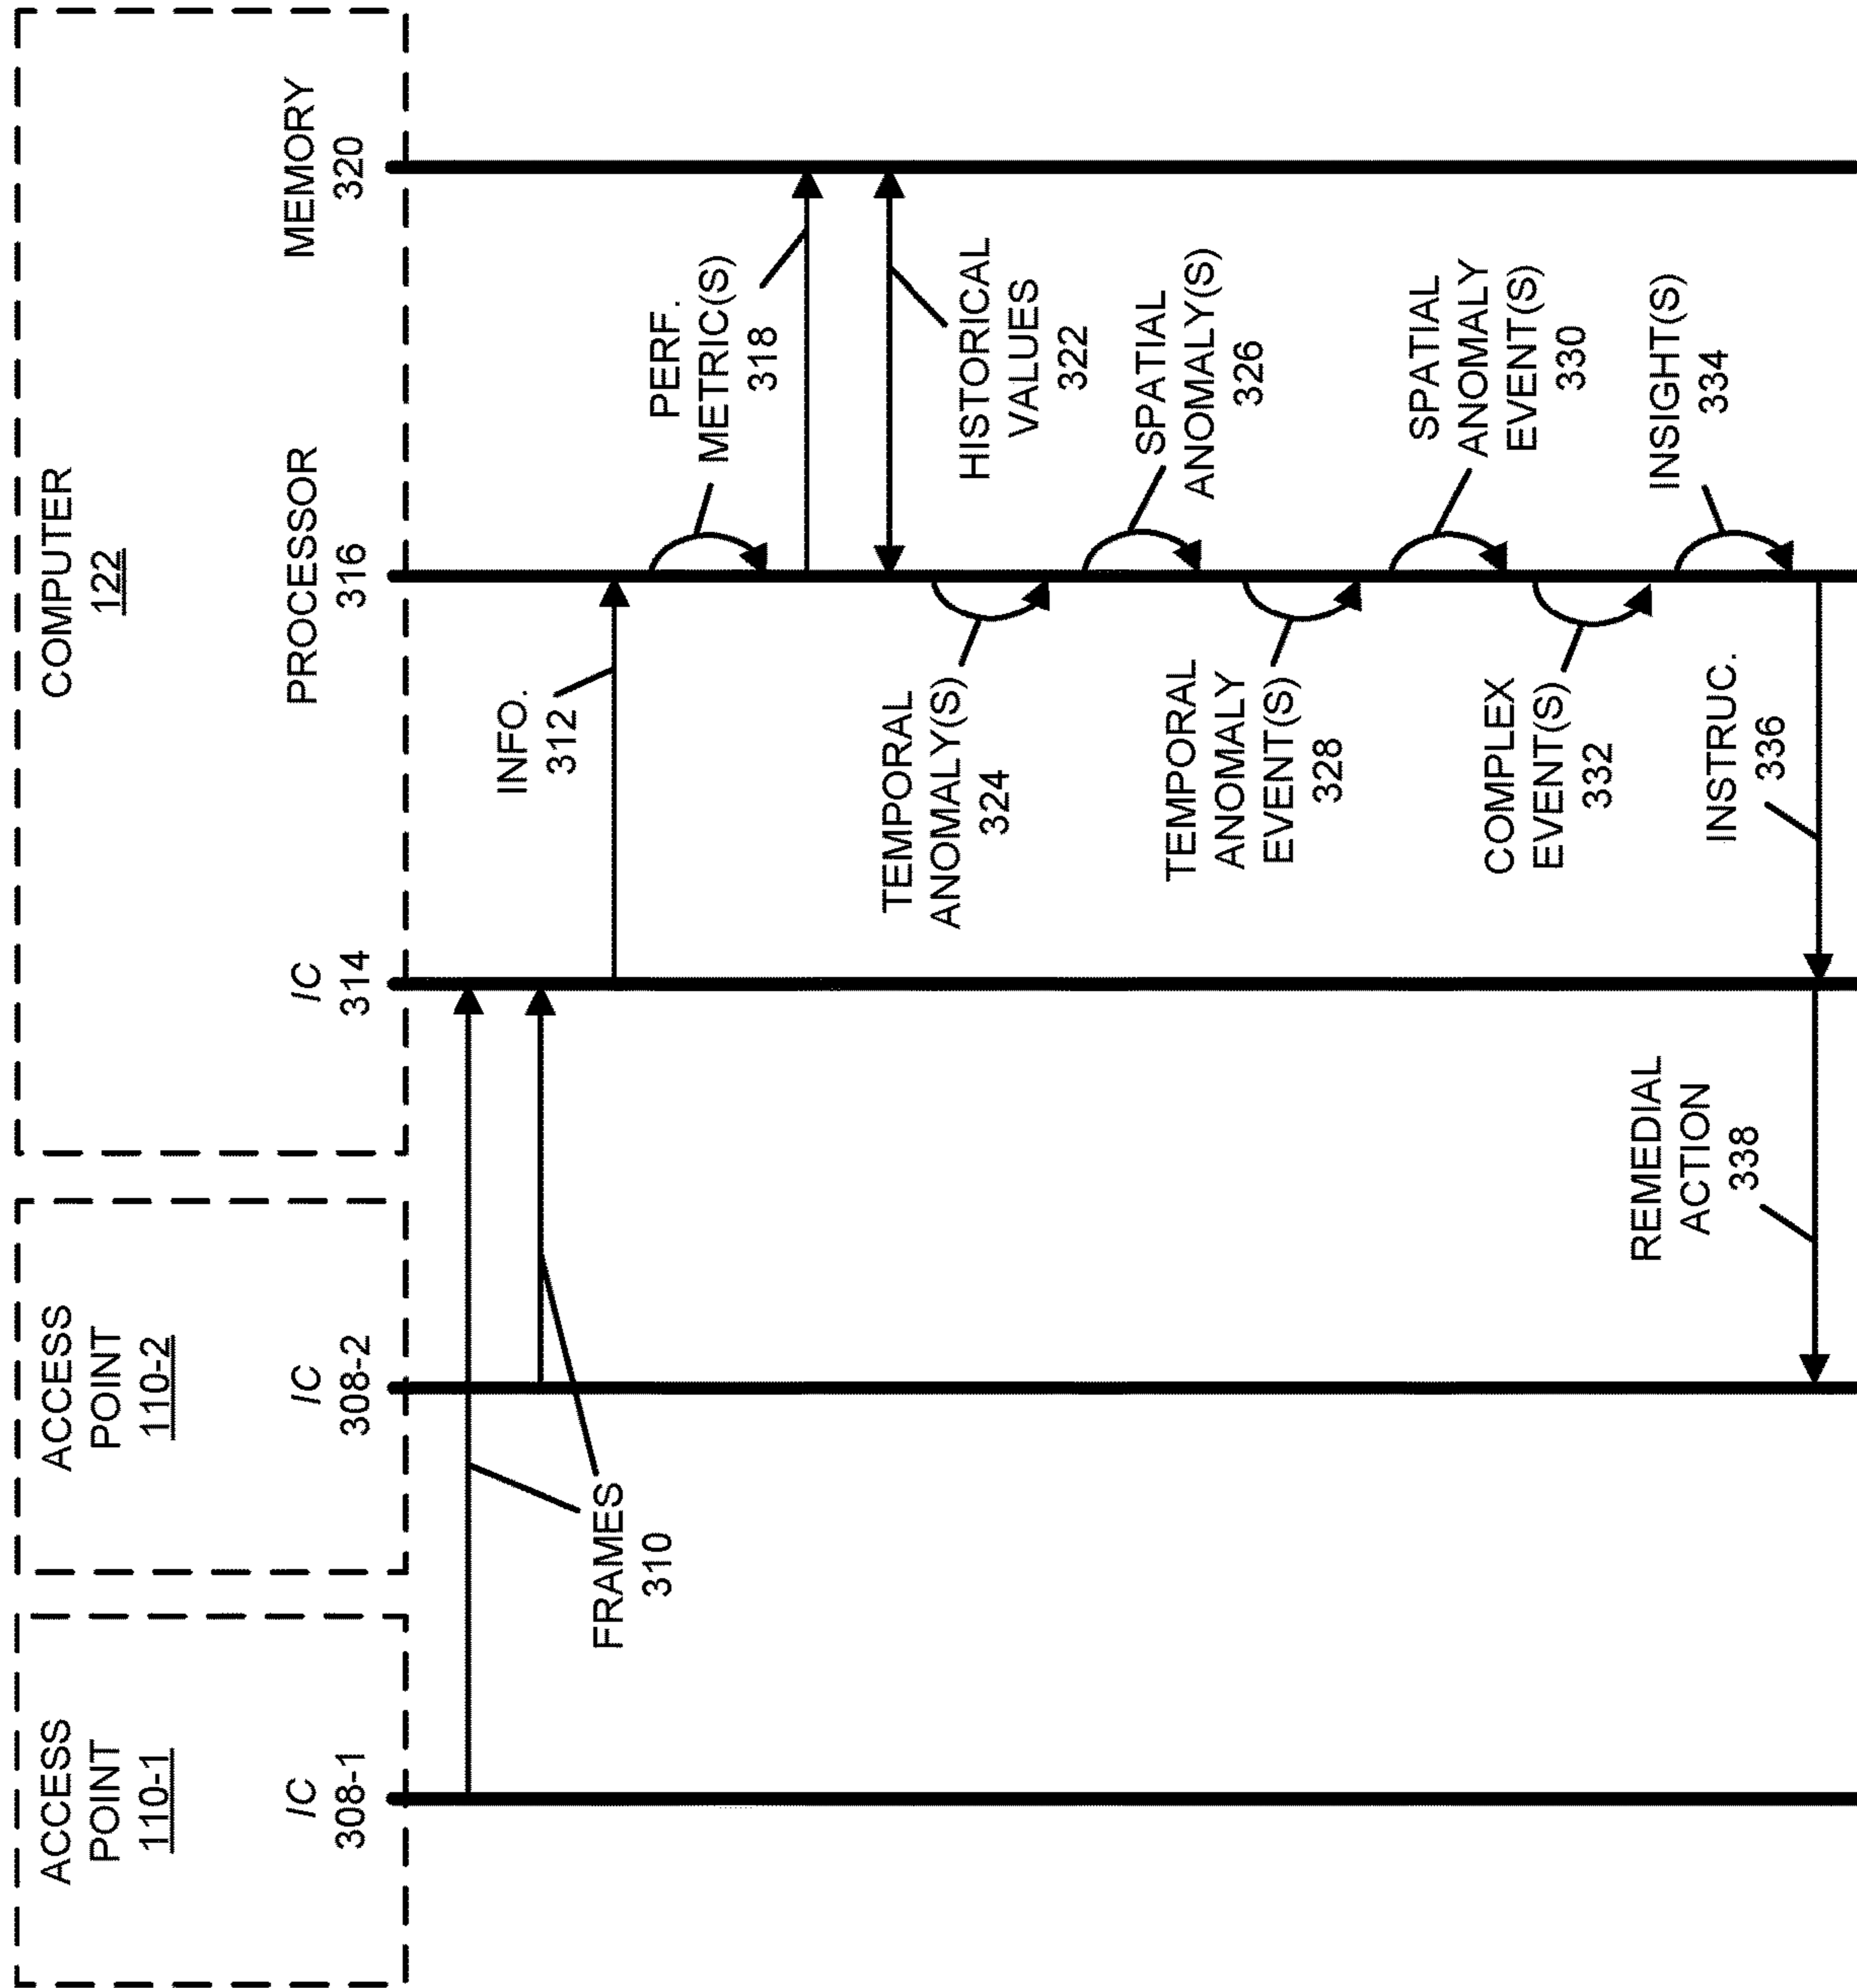 ACCESS
POINT
110-1
IC
308-1
ACCESS
POINT
110-2
IC
308-2
COMPUTER
122
IC
314
PROCESSOR
316
MEMORY
320
FRAMES
310
INFO.
312
PERF.
METRIC(S)
318
HISTORICAL
VALUES
322
TEMPORAL
ANOMALY(S)
324
SPATIAL
ANOMALY(S)
326
TEMPORAL
ANOMALY
EVENT(S)
328
SPATIAL
ANOMALY
EVENT(S)
330
COMPLEX
EVENT(S)
332
INSIGHT(S)
334
INSTRUC.
336
REMEDIAL
ACTION
338